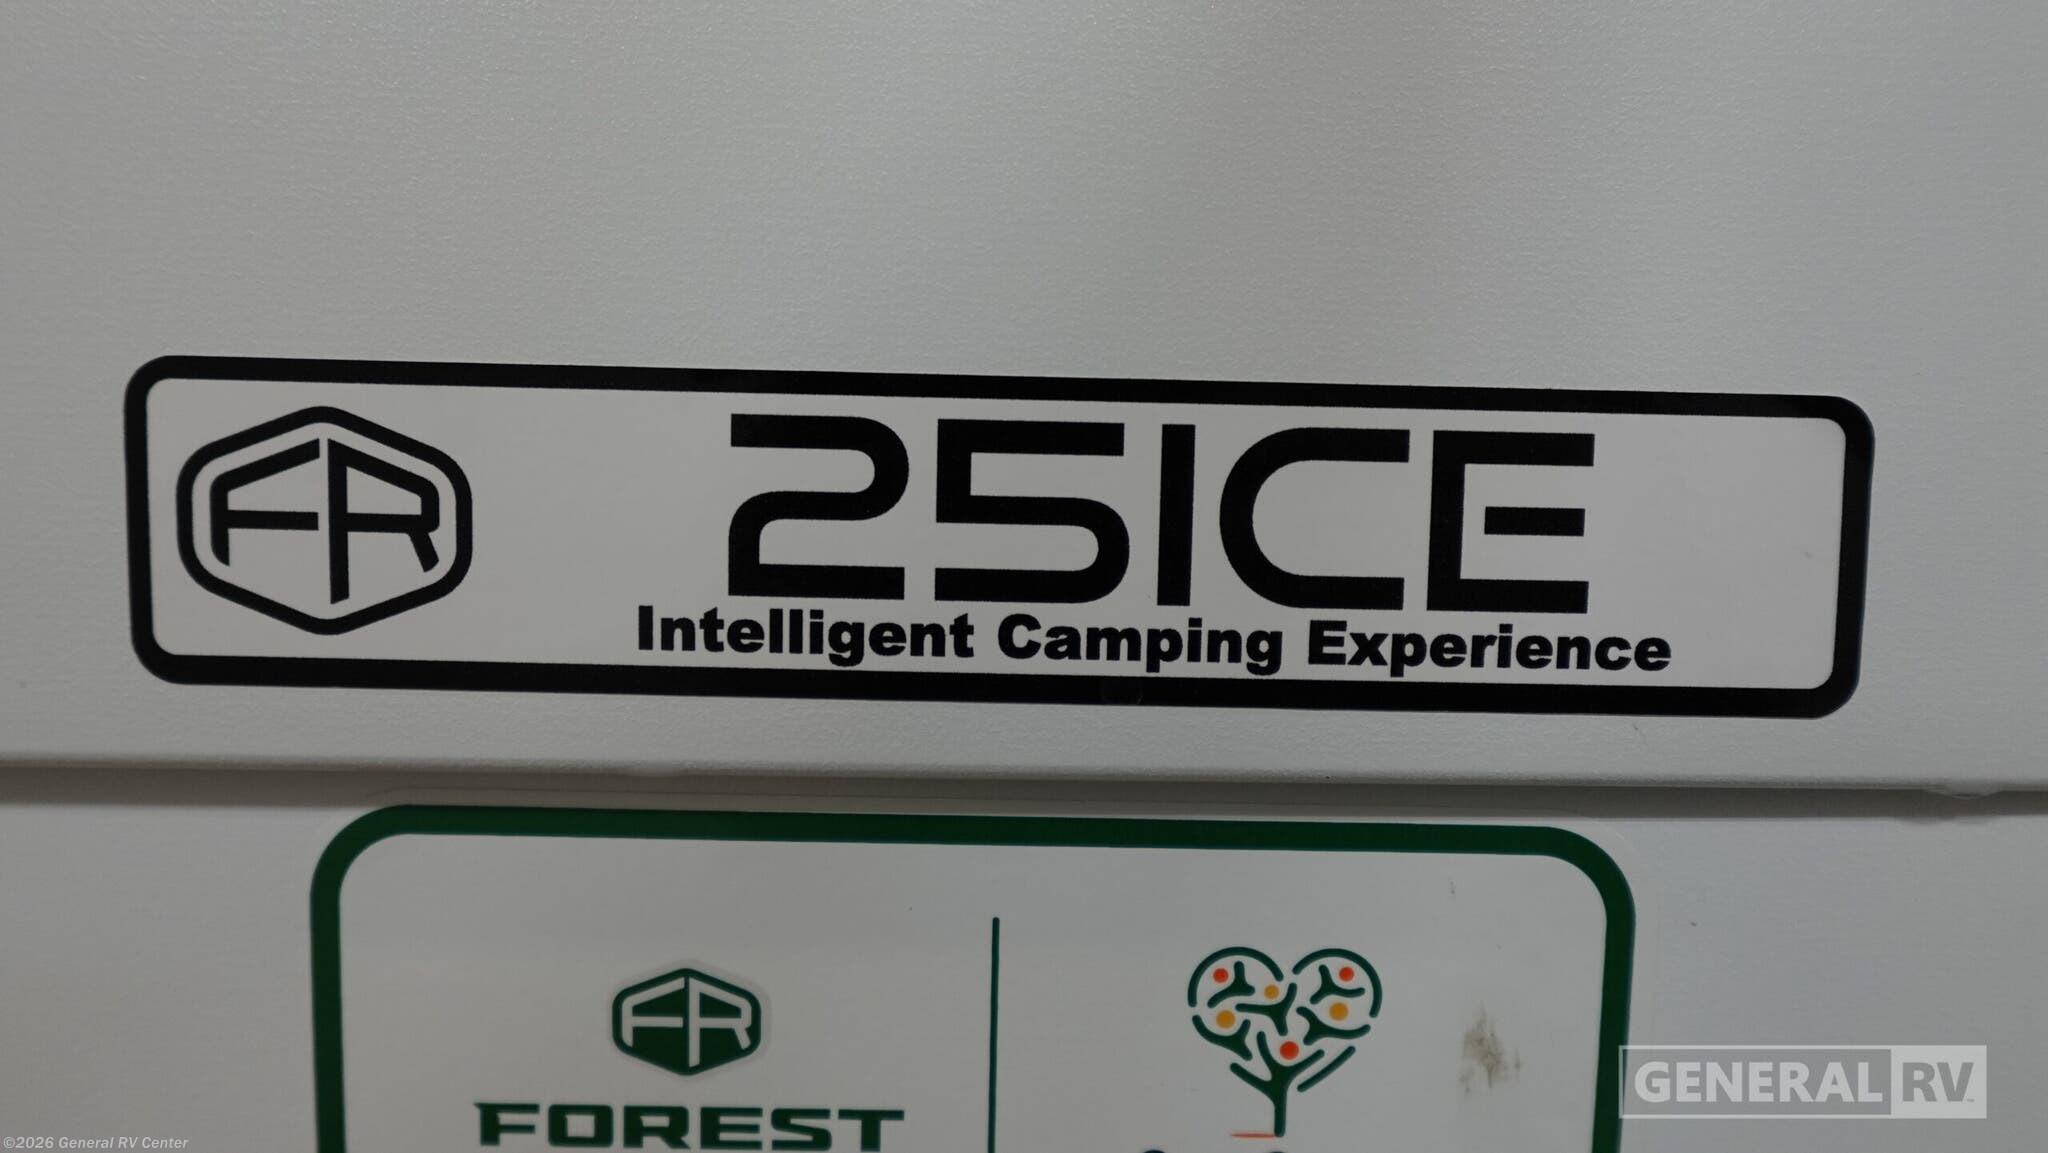 FR
25ICE
Intelligent Camping Experience
FR
FOREST
GENERAL RV
©2026 General RV Center